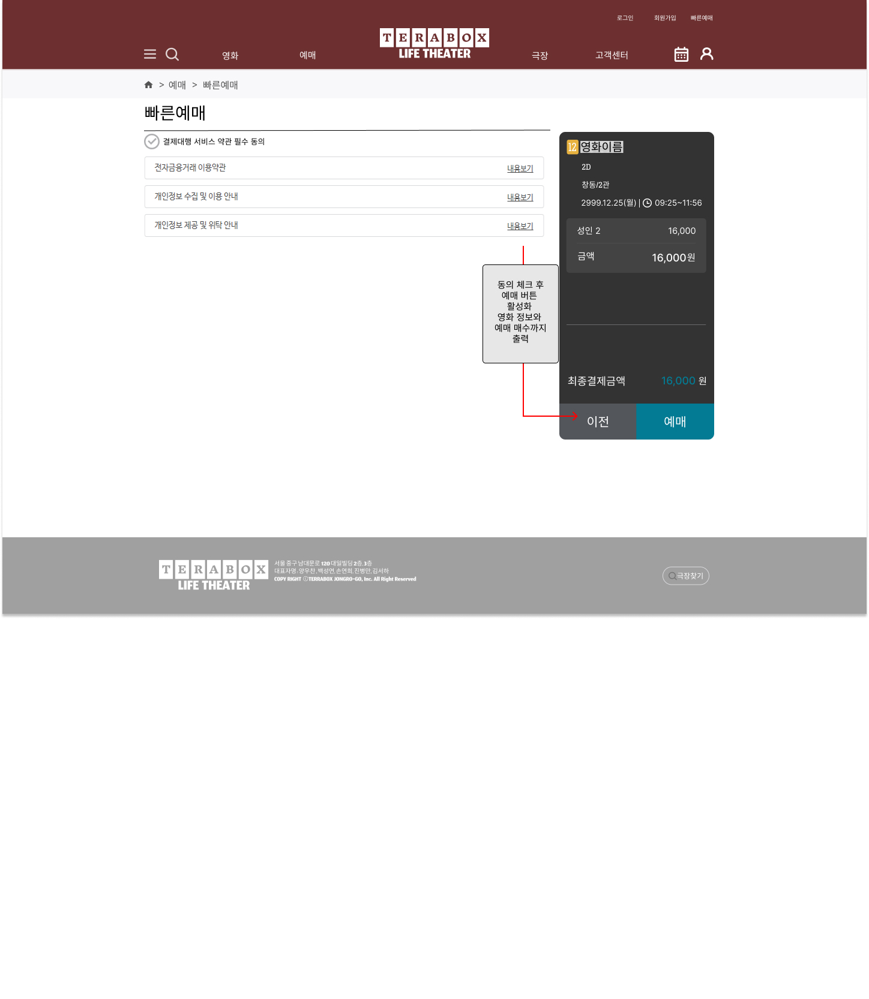 로그인 회원가입 빠른예매
TERABOX
LIFE THEATER
영화 예매 극장 고객센터
> 예매 > 빠른예매
빠른예매
결제대행 서비스 약관 필수 동의
전자금융거래 이용약관 내용보기
개인정보 수집 및 이용 안내 내용보기
개인정보 제공 및 위탁 안내 내용보기
동의 체크 후
예매 버튼
활성화
영화 정보와
예매 매수까지
출력
12 영화이름
2D
창동/2관
2999.12.25(월) | 09:25~11:56
성인 2 16,000
금액 16,000원
최종결제금액 16,000 원
이전 예매
TERABOX
LIFE THEATER
서울 중구 남대문로 120 대일빌딩 2층, 3층
대표자명 : 양우찬, 백성연, 손연희, 진병만, 김서하
COPY RIGHT ⓒTERRABOX JONGRO-GO, Inc. All Right Reserved
극장찾기